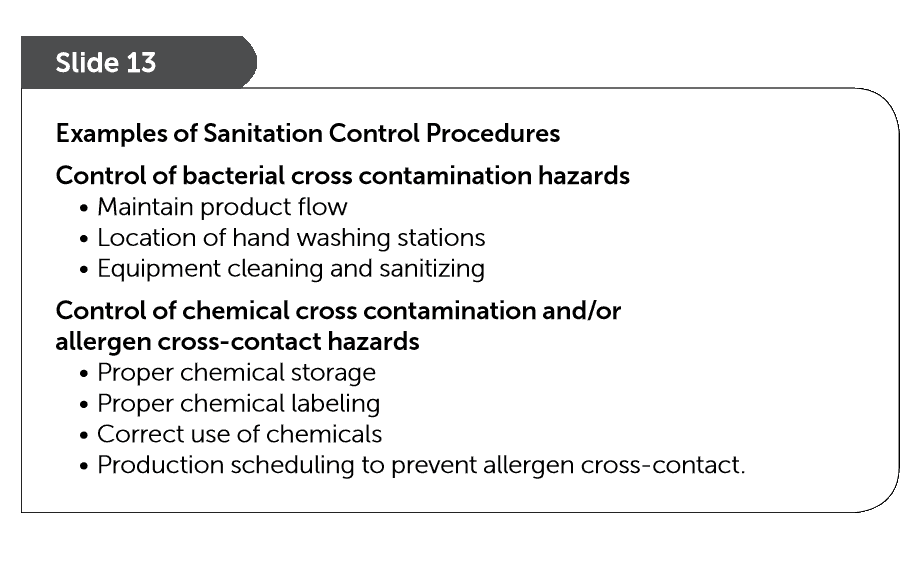 Slide 13
Examples of Sanitation Control Procedures
Control of bacterial cross contamination hazards
• Maintain product flow
• Location of hand washing stations
• Equipment cleaning and sanitizing
Control of chemical cross contamination and/or
allergen cross-contact hazards
• Proper chemical storage
• Proper chemical labeling
• Correct use of chemicals
• Production scheduling to prevent allergen cross-contact.